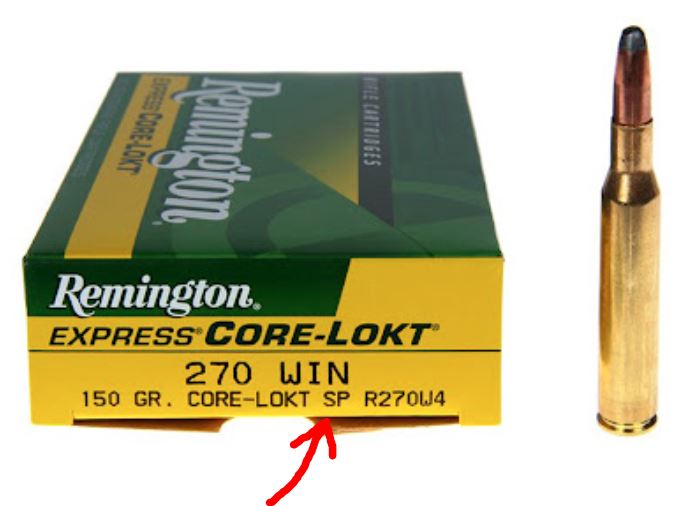 Remington
EXPRESS® CORE-LOKT®
RIFLE CARTRIDGES
Remington®
EXPRESS® CORE-LOKT®
270 WIN
150 GR. CORE-LOKT SP R270W4